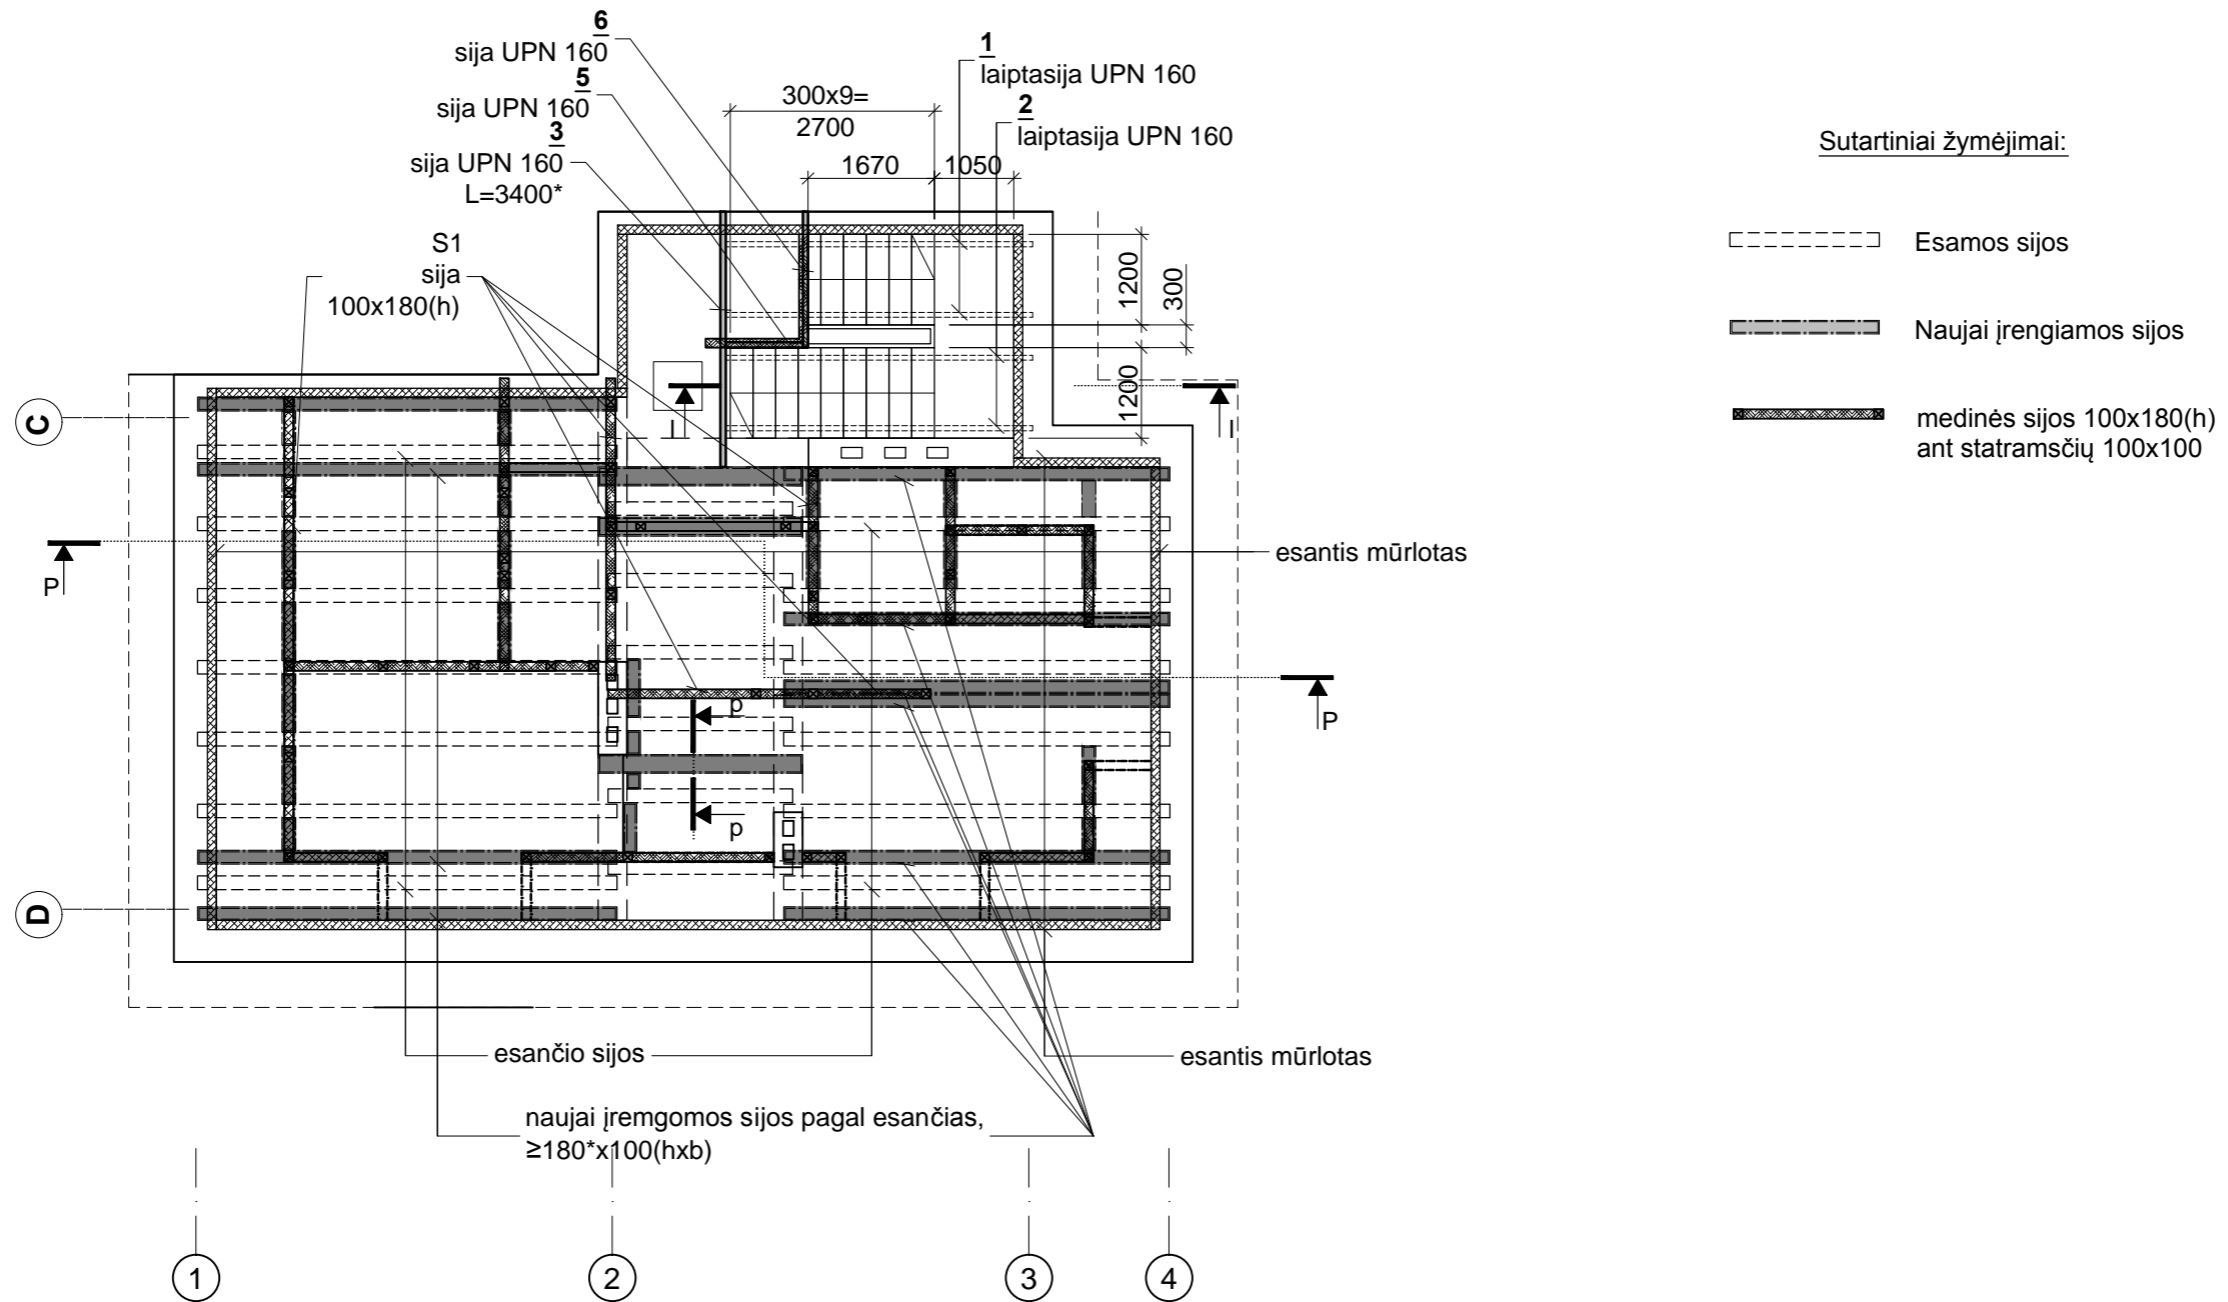 6
sija UPN 160
5
sija UPN 160
3
sija UPN 160
L=3400*
1
laiptasija UPN 160
2
laiptasija UPN 160
300x9=
2700
1670
1050
1200
300
1200
S1
sija
100x180(h)
Sutartiniai žymėjimai:
Esamos sijos
Naujai įrengiamos sijos
medinės sijos 100x180(h)
ant statramsčių 100x100
C
I
I
P
esantis mūrlotas
P
p
p
D
esančio sijos
esantis mūrlotas
naujai įremgomos sijos pagal esančias,
≥180*x100(hxb)
1
2
3
4